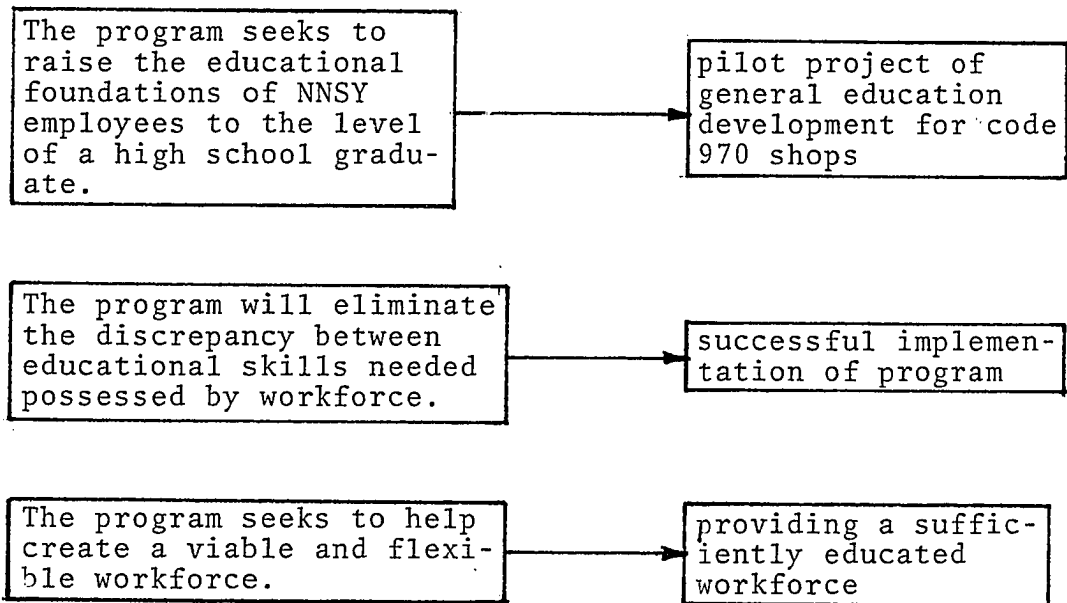 The program seeks to
raise the educational
foundations of NNSY
employees to the level
of a high school gradu-
ate.
pilot project of
general education
development for code
970 shops
The program will eliminate
the discrepancy between
educational skills needed
possessed by workforce.
successful implemen-
tation of program
The program seeks to help
create a viable and flexi-
ble workforce.
providing a suffic-
iently educated
workforce